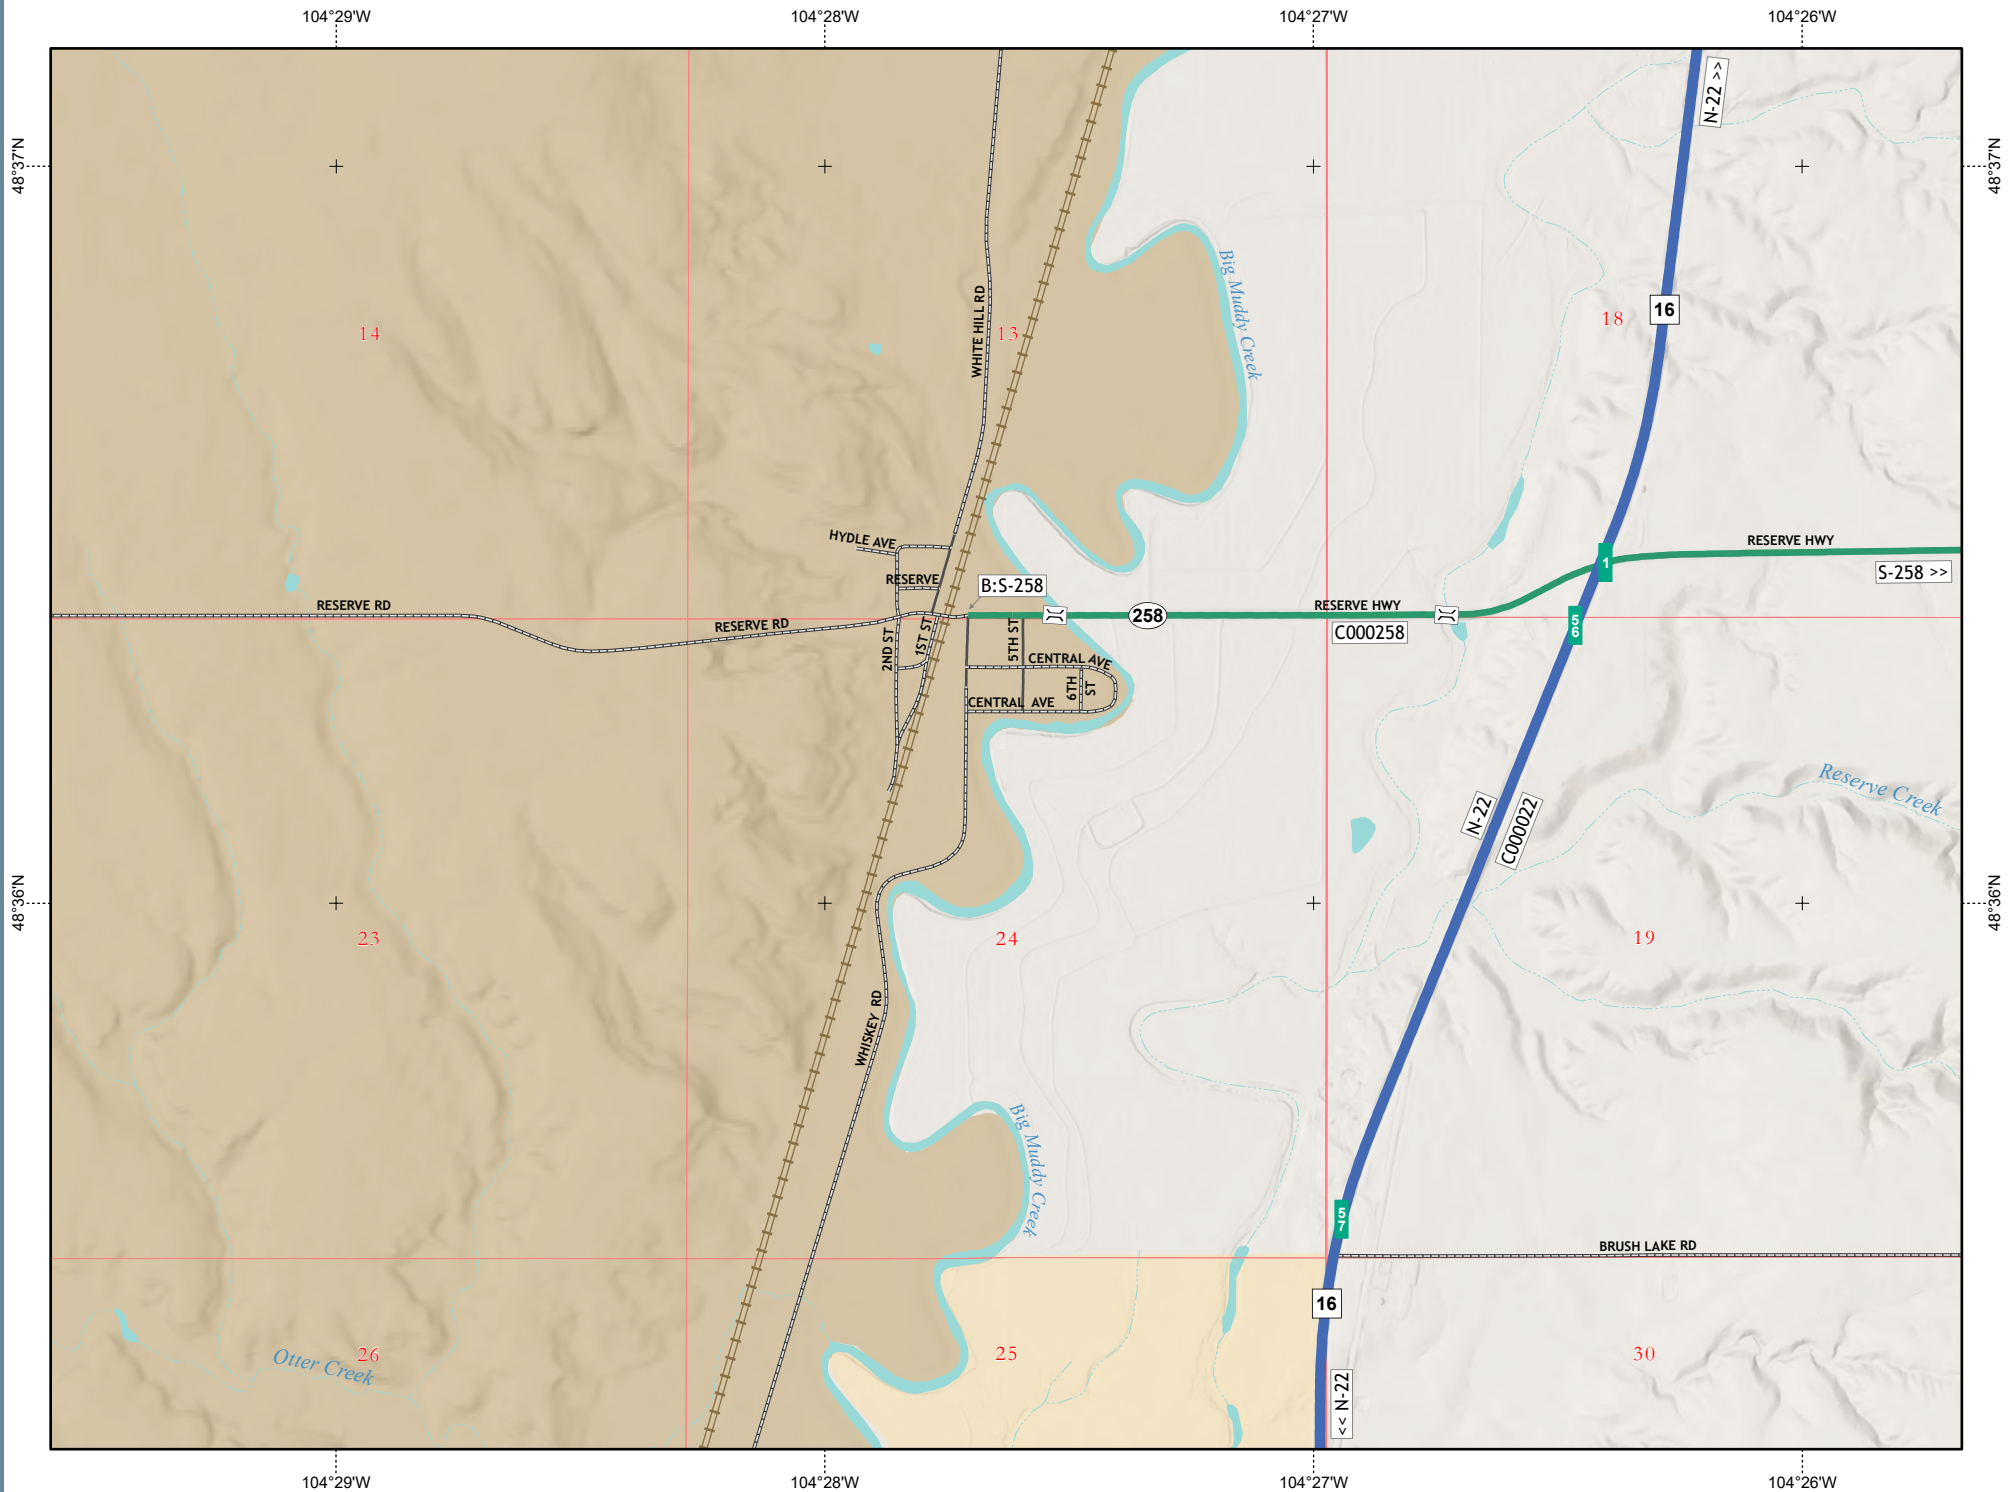 104°29'W
104°28'W
104°27'W
104°26'W
N-22 >>
48°37'N
48°37'N
Big Muddy Creek
WHITE HILL RD
16
14
13
18
HYDLE AVE
RESERVE HWY
1
S-258 >>
RESERVE
B:S-258
RESERVE RD
RESERVE HWY
258
RESERVE RD
C000258
56
2ND ST
1ST ST
5TH ST
CENTRAL AVE
6TH ST
CENTRAL AVE
Reserve Creek
N-22
C000022
48°36'N
48°36'N
23
24
19
WHISKEY RD
Big Muddy Creek
57
BRUSH LAKE RD
16
Otter Creek
26
25
30
<< N-22
104°29'W
104°28'W
104°27'W
104°26'W